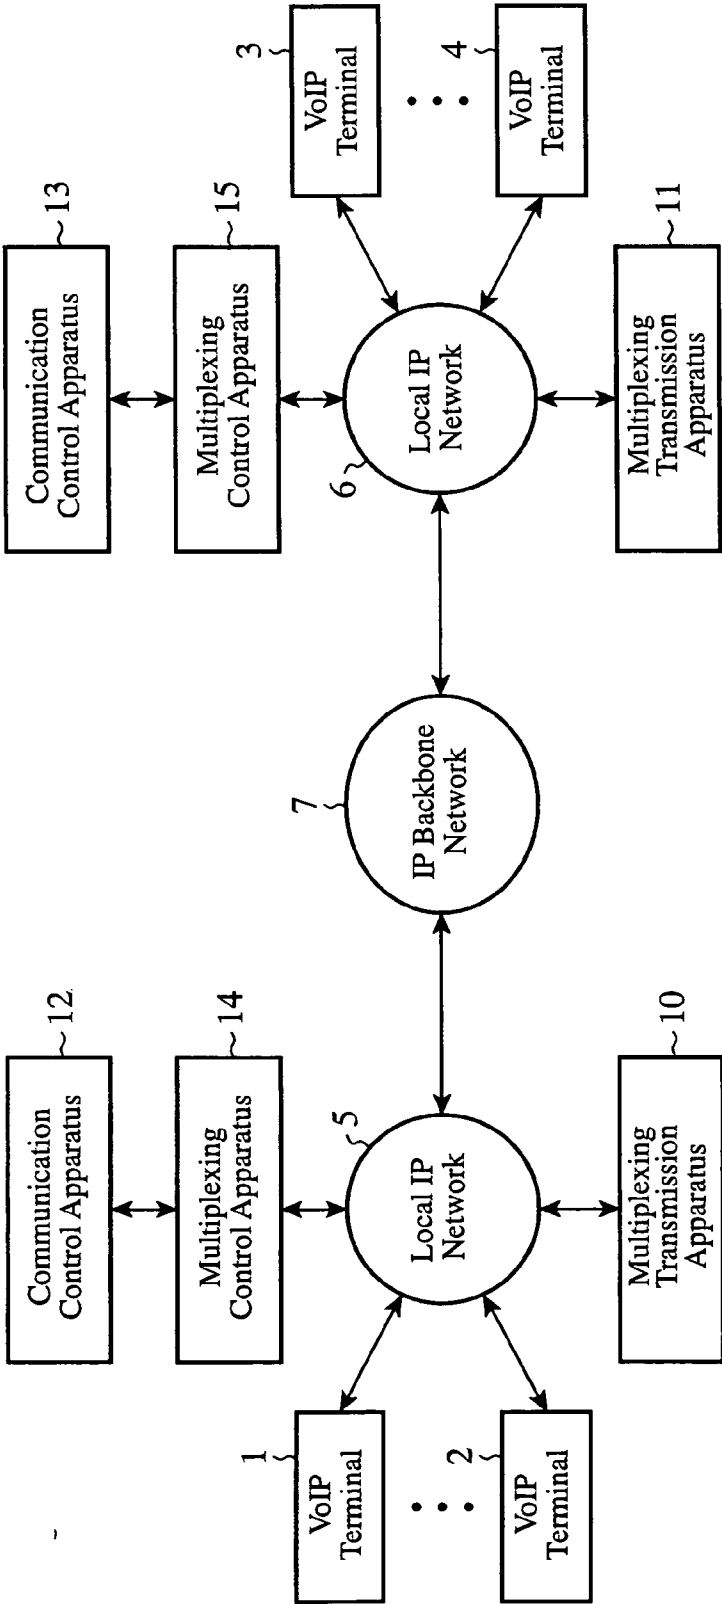 Communication
Control Apparatus
12
Communication
Control Apparatus
13
Multiplexing
Control Apparatus
14
Multiplexing
Control Apparatus
15
1
VoIP
Terminal
2
VoIP
Terminal
5
Local IP
Network
7
IP Backbone
Network
6
Local IP
Network
3
VoIP
Terminal
4
VoIP
Terminal
Multiplexing
Transmission
Apparatus
10
Multiplexing
Transmission
Apparatus
11